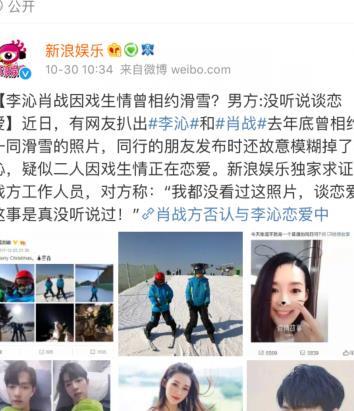 公开
新浪娱乐
10-30 10:34 来自微博 weibo.com
【李沁肖战因戏生情曾相约滑雪？男方:没听说谈恋
爱】近日，有网友扒出#李沁#和#肖战#去年底曾相约
一同滑雪的照片，同行的朋友发布时还故意模糊掉了
心，疑似二人因戏生情正在恋爱。新浪娱乐独家求证
战方工作人员，对方称：“我都没看过这照片，谈恋爱
这事是真没听说过！”肖战方否认与李沁恋爱中